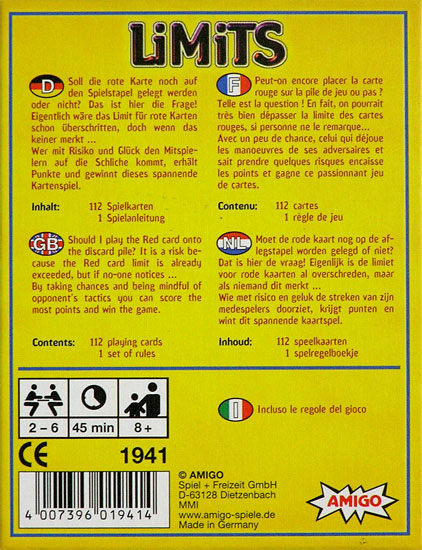 LiMiTS
D
Soll die rote Karte noch auf
den Spielstapel gelegt werden
oder nicht? Das ist hier die Frage!
Eigentlich wäre das Limit für rote Karten
schon überschritten, doch wenn das
keiner merkt ...
Wer mit Risiko und Glück den Mitspie-
lern auf die Schliche kommt, erhält
Punkte und gewinnt dieses spannende
Kartenspiel.
Inhalt: 112 Spielkarten
1 Spielanleitung
F
Peut-on encore placer la carte
rouge sur la pile de jeu ou pas ?
Telle est la question ! En fait, on pourrait
très bien dépasser la limite des cartes
rouges, si personne ne le remarque...
Avec un peu de chance, celui qui déjoue
les manoeuvres de ses adversaires et
sait prendre quelques risques encaisse
les points et gagne ce passionnant jeu
de cartes.
Contenu: 112 cartes
1 règle de jeu
GB
Should I play the Red card onto
the discard pile? It is a risk be-
cause the Red card limit is already
exceeded, but if no-one notices ...
By taking chances and being mindful of
opponent's tactics you can score the
most points and win the game.
Contents: 112 playing cards
1 set of rules
NL
Moet de rode kaart nog op de af-
legstapel worden gelegd of niet?
Dat is hier de vraag! Eigenlijk is de limiet
voor rode kaarten al overschreden, maar
als niemand dit merkt ...
Wie met risico en geluk de streken van zijn
medespelers doorziet, krijgt punten en
wint dit spannende kaartspel.
Inhoud: 112 speelkaarten
1 spelregelboekje
I
Incluso le regole del gioco
2 – 6
45 min
8+
CE
1941
4 007396 019414
© AMIGO
Spiel + Freizeit GmbH
D-63128 Dietzenbach
MMI
www.amigo-spiele.de
Made in Germany
AMIGO